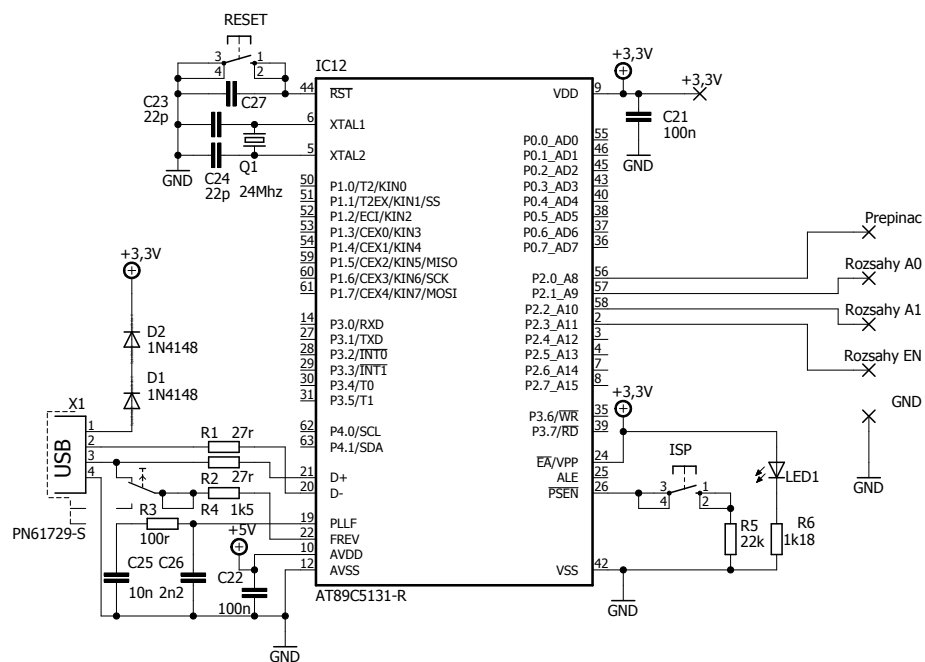 RESET
3
1
4
2
C23
22p
C27
C24
22p
Q1
24Mhz
GND
+3,3V
D2
1N4148
D1
1N4148
X1
USB
1
2
3
4
PN61729-S
R1 27r
27r
R2
R4 1k5
R3
100r
+5V
C25
10n
C26
2n2
C22
100n
GND
IC12
44 RST
6 XTAL1
5 XTAL2
50 P1.0/T2/KIN0
51 P1.1/T2EX/KIN1/SS
52 P1.2/ECI/KIN2
53 P1.3/CEX0/KIN3
54 P1.4/CEX1/KIN4
59 P1.5/CEX2/KIN5/MISO
60 P1.6/CEX3/KIN6/SCK
61 P1.7/CEX4/KIN7/MOSI
14 P3.0/RXD
27 P3.1/TXD
28 P3.2/INT0
29 P3.3/INT1
30 P3.4/T0
31 P3.5/T1
62 P4.0/SCL
63 P4.1/SDA
21 D+
20 D-
19 PLLF
22 FREV
10 AVDD
12 AVSS
AT89C5131-R
VDD 9
P0.0_AD0 55
P0.1_AD1 46
P0.2_AD2 45
P0.3_AD3 43
P0.4_AD4 40
P0.5_AD5 38
P0.6_AD6 37
P0.7_AD7 36
P2.0_A8 56
P2.1_A9 57
P2.2_A10 58
P2.3_A11 2
P2.4_A12 3
P2.5_A13 4
P2.6_A14 7
P2.7_A15 8
P3.6/WR 35
P3.7/RD 39
EA/VPP 24
ALE 25
PSEN 26
VSS 42
+3,3V
+3,3V
C21
100n
GND
Prepinac
Rozsahy A0
Rozsahy A1
Rozsahy EN
GND
GND
+3,3V
ISP
3
1
4
2
LED1
R5
22k
R6
1k18
GND